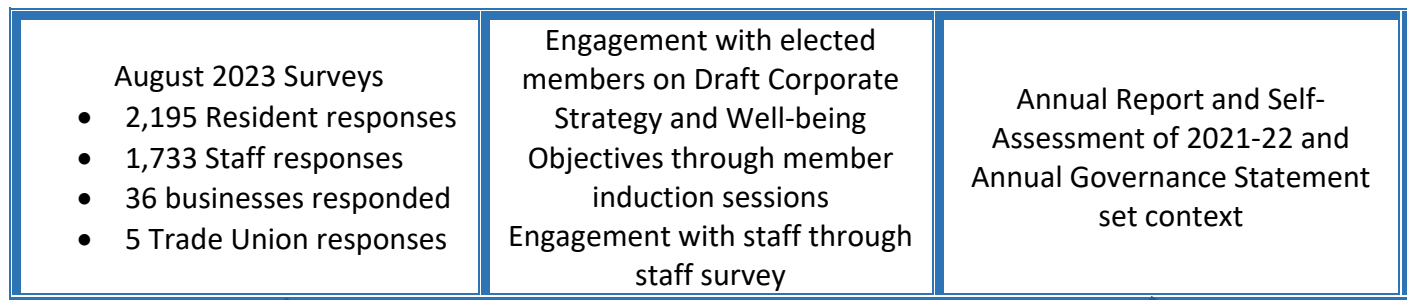 August 2023 Surveys
• 2,195 Resident responses
• 1,733 Staff responses
• 36 businesses responded
• 5 Trade Union responses
Engagement with elected
members on Draft Corporate
Strategy and Well-being
Objectives through member
induction sessions
Engagement with staff through
staff survey
Annual Report and Self-
Assessment of 2021-22 and
Annual Governance Statement
set context